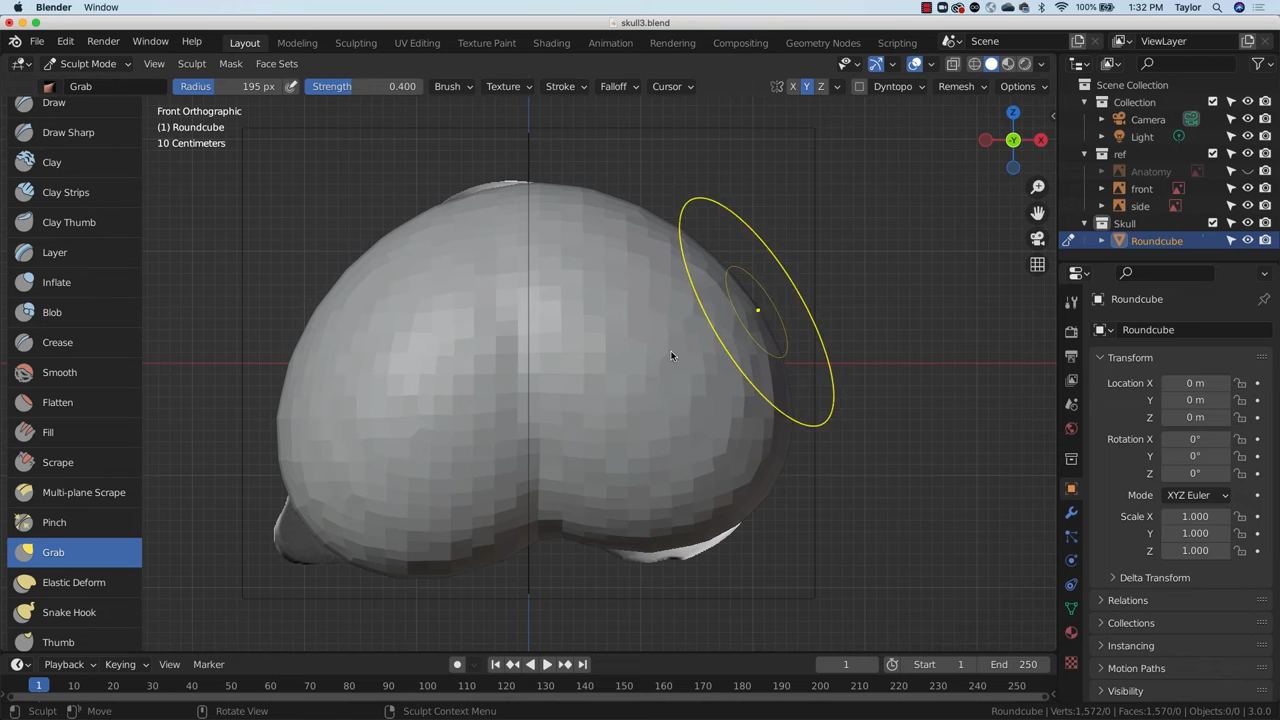 Blender Window 100% Tue 1:32 PM Taylor
skull3.blend
File Edit Render Window Help Layout Modeling Sculpting UV Editing Texture Paint Shading Animation Rendering Compositing Geometry Nodes Scripting Scene ViewLayer
Sculpt Mode View Sculpt Mask Face Sets
Grab Radius 195 px Strength 0.400 Brush Texture Stroke Falloff Cursor X Y Z Dyntopo Remesh Options
Front Orthographic
(1) Roundcube
10 Centimeters
Z
-Y
X
Draw
Draw Sharp
Clay
Clay Strips
Clay Thumb
Layer
Inflate
Blob
Crease
Smooth
Flatten
Fill
Scrape
Multi-plane Scrape
Pinch
Grab
Elastic Deform
Snake Hook
Thumb
Scene Collection
Collection
Camera
Light
ref
Anatomy
front
side
Skull
Roundcube
Roundcube
Roundcube
Transform
Location X 0 m
Y 0 m
Z 0 m
Rotation X 0°
Y 0°
Z 0°
Mode XYZ Euler
Scale X 1.000
Y 1.000
Z 1.000
Delta Transform
Relations
Collections
Instancing
Motion Paths
Visibility
Playback Keying View Marker 1 Start 1 End 250
1 10 20 30 40 50 60 70 80 90 100 110 120 130 140 150 160 170 180 190 200 210 220 230 240 250
Sculpt Move Rotate View Sculpt Context Menu Roundcube | Verts:1,572/0 | Faces:1,570/0 | Objects:0/0 | 3.0.0